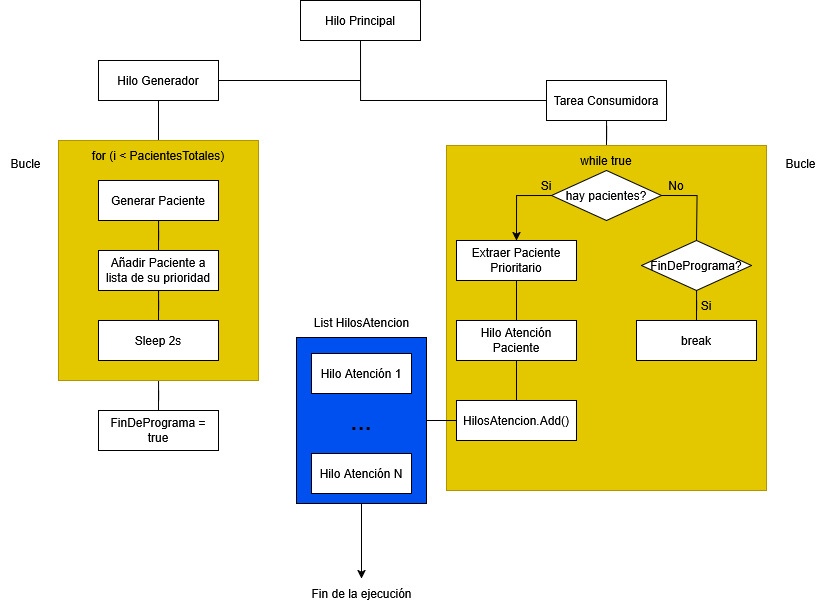 Hilo Principal
Hilo Generador
Tarea Consumidora
Bucle
for (i < PacientesTotales)
Generar Paciente
Añadir Paciente a
lista de su prioridad
Sleep 2s
FinDePrograma =
true
while true
Bucle
Si
hay pacientes?
No
Extraer Paciente
Prioritario
FinDePrograma?
Si
Hilo Atención
Paciente
break
HilosAtencion.Add()
List HilosAtencion
Hilo Atención 1
...
Hilo Atención N
Fin de la ejecución